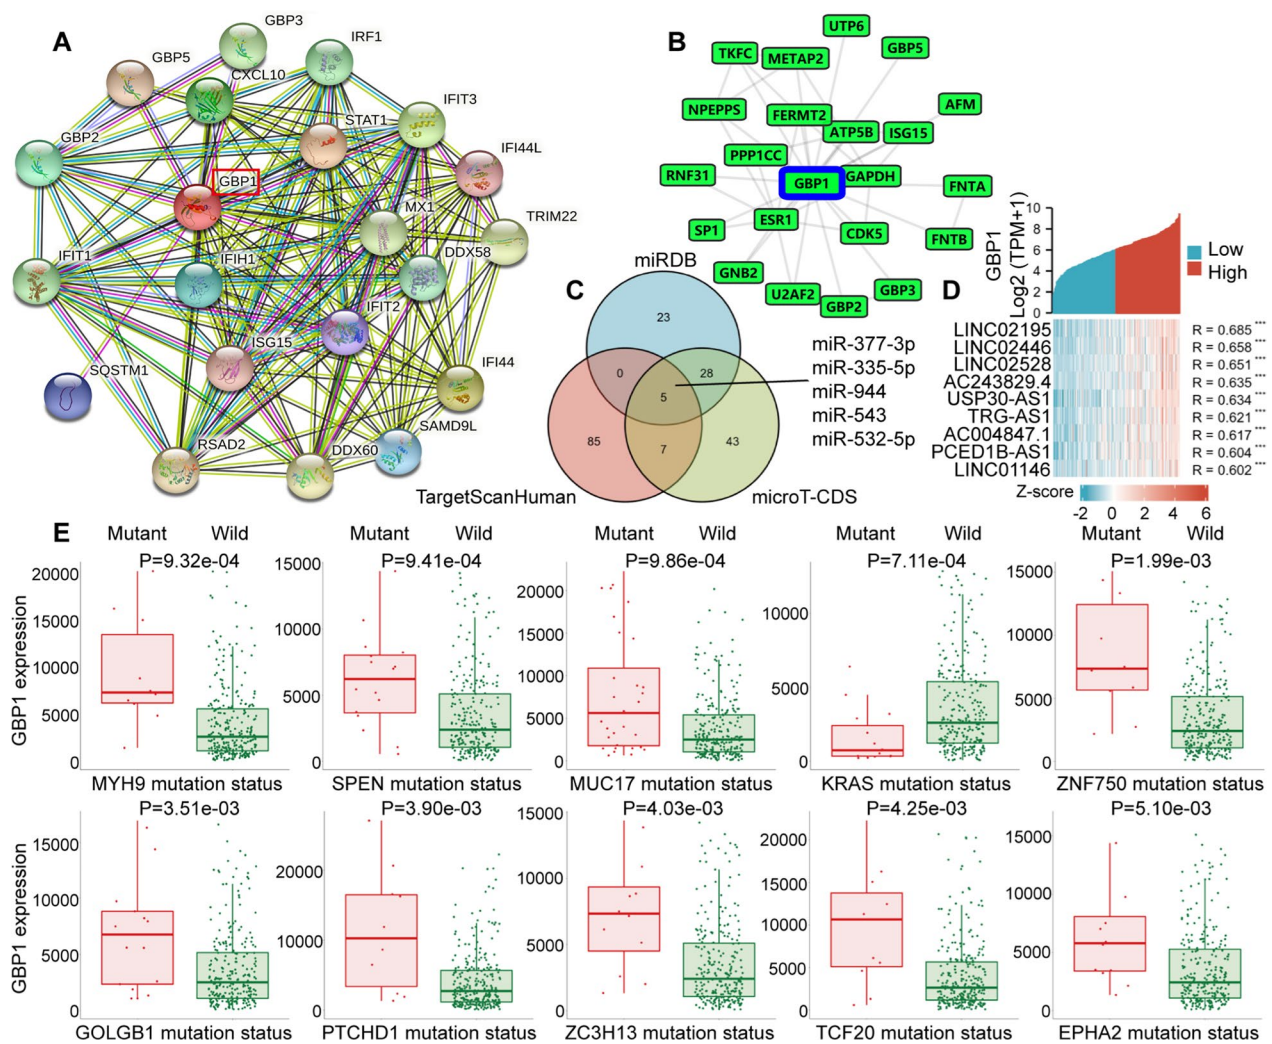 A
GBP3
IRF1
GBP5
CXCL10
IFIT3
STAT1
GBP2
IFI44L
GBP1
MX1
TRIM22
IFIT1
IFIH1
DDX58
IFIT2
ISG15
IFI44
SQSTM1
SAMD9L
RSAD2
DDX60
B
UTP6
GBP5
TKFC
METAP2
AFM
NPEPPS
FERMT2
ATP5B
ISG15
PPP1CC
RNF31
GBP1
GAPDH
FNTA
SP1
ESR1
CDK5
FNTB
GNB2
U2AF2
GBP2
GBP3
C
miRDB
23
0
28
5
85
7
43
TargetScanHuman
microT-CDS
miR-377-3p
miR-335-5p
miR-944
miR-543
miR-532-5p
D
GBP1
Log2 (TPM+1)
10
8
6
4
2
0
Low
High
LINC02195 R = 0.685 ***
LINC02446 R = 0.658 ***
LINC02528 R = 0.651 ***
AC243829.4 R = 0.635 ***
USP30-AS1 R = 0.634 ***
TRG-AS1 R = 0.621 ***
AC004847.1 R = 0.617 ***
PCED1B-AS1 R = 0.604 ***
LINC01146 R = 0.602 ***
Z-score
-2 0 2 4 6
E
Mutant Wild
P=9.32e-04
GBP1 expression
20000
15000
10000
5000
0
MYH9 mutation status
Mutant Wild
P=9.41e-04
15000
10000
5000
0
SPEN mutation status
Mutant Wild
P=9.86e-04
20000
15000
10000
5000
0
MUC17 mutation status
Mutant Wild
P=7.11e-04
10000
5000
0
KRAS mutation status
Mutant Wild
P=1.99e-03
15000
10000
5000
0
ZNF750 mutation status
P=3.51e-03
GBP1 expression
15000
10000
5000
0
GOLGB1 mutation status
P=3.90e-03
20000
10000
0
PTCHD1 mutation status
P=4.03e-03
15000
10000
5000
0
ZC3H13 mutation status
P=4.25e-03
20000
15000
10000
5000
0
TCF20 mutation status
P=5.10e-03
15000
10000
5000
0
EPHA2 mutation status